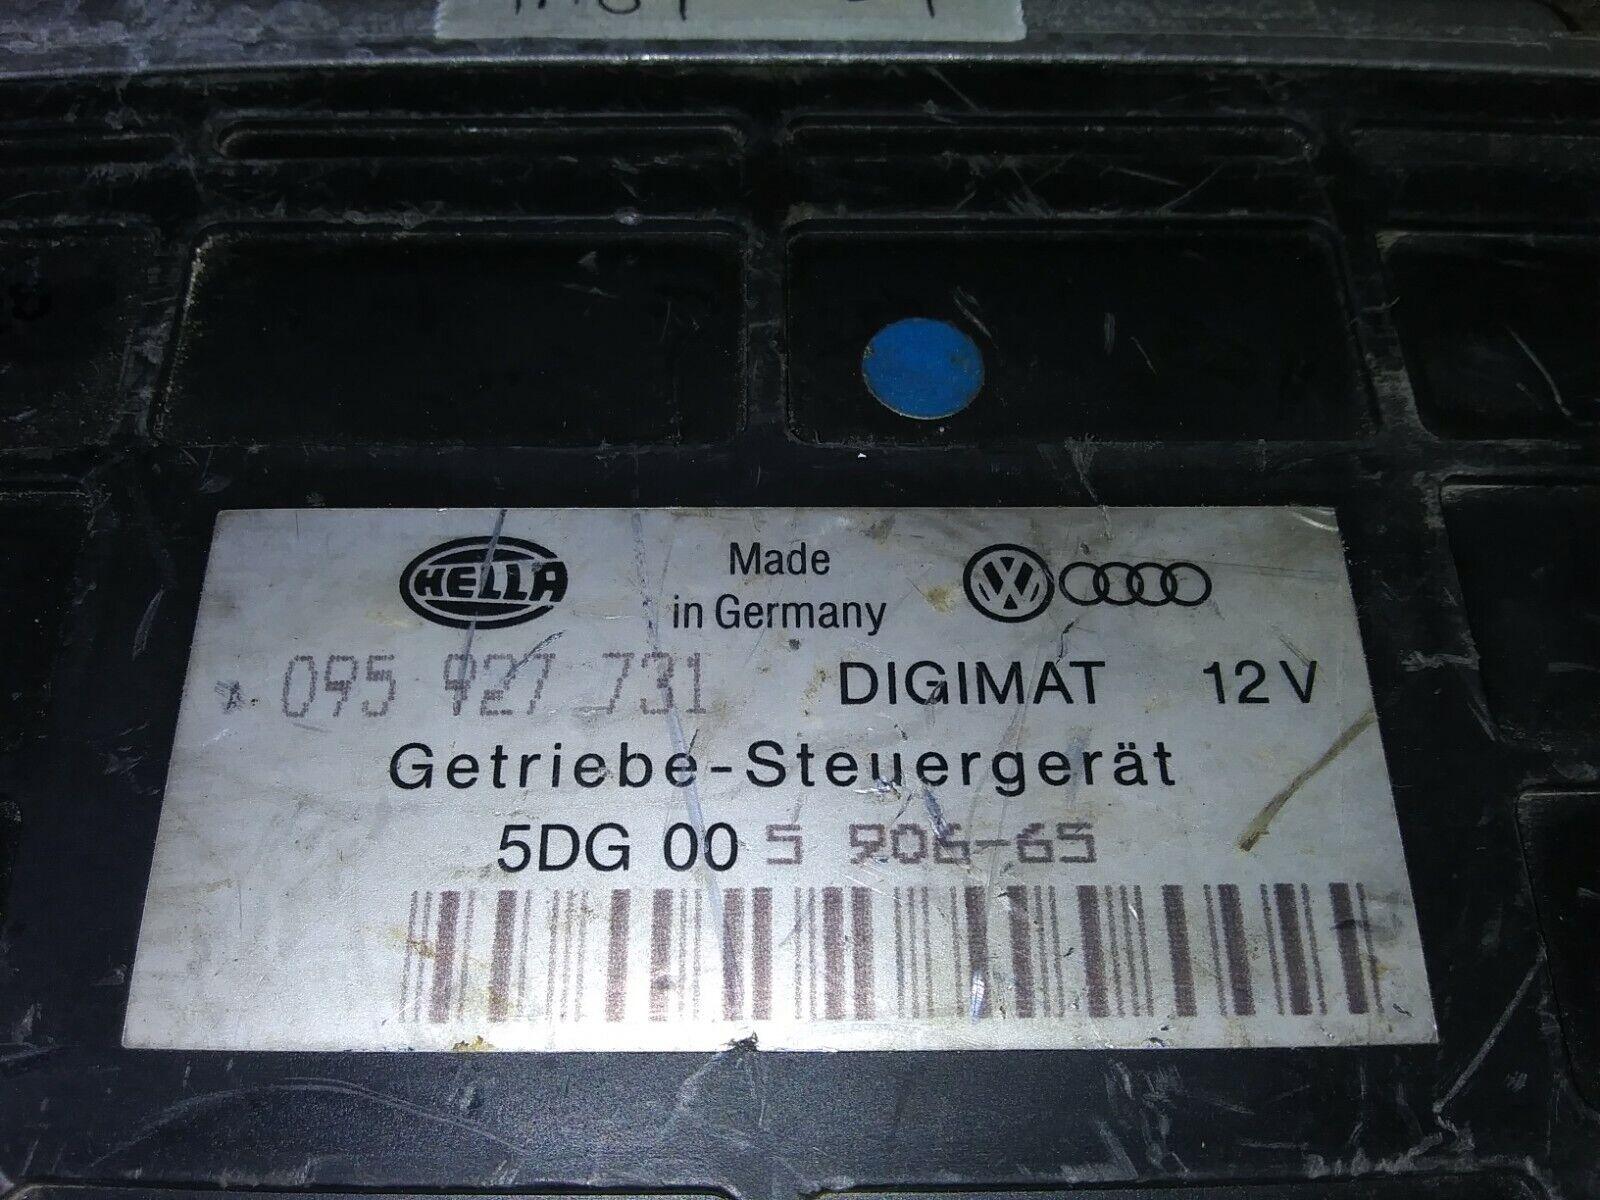 HELLA
Made
in Germany
095 927 731 DIGIMAT 12V
Getriebe-Steuergerät
5DG 00 5 906-65